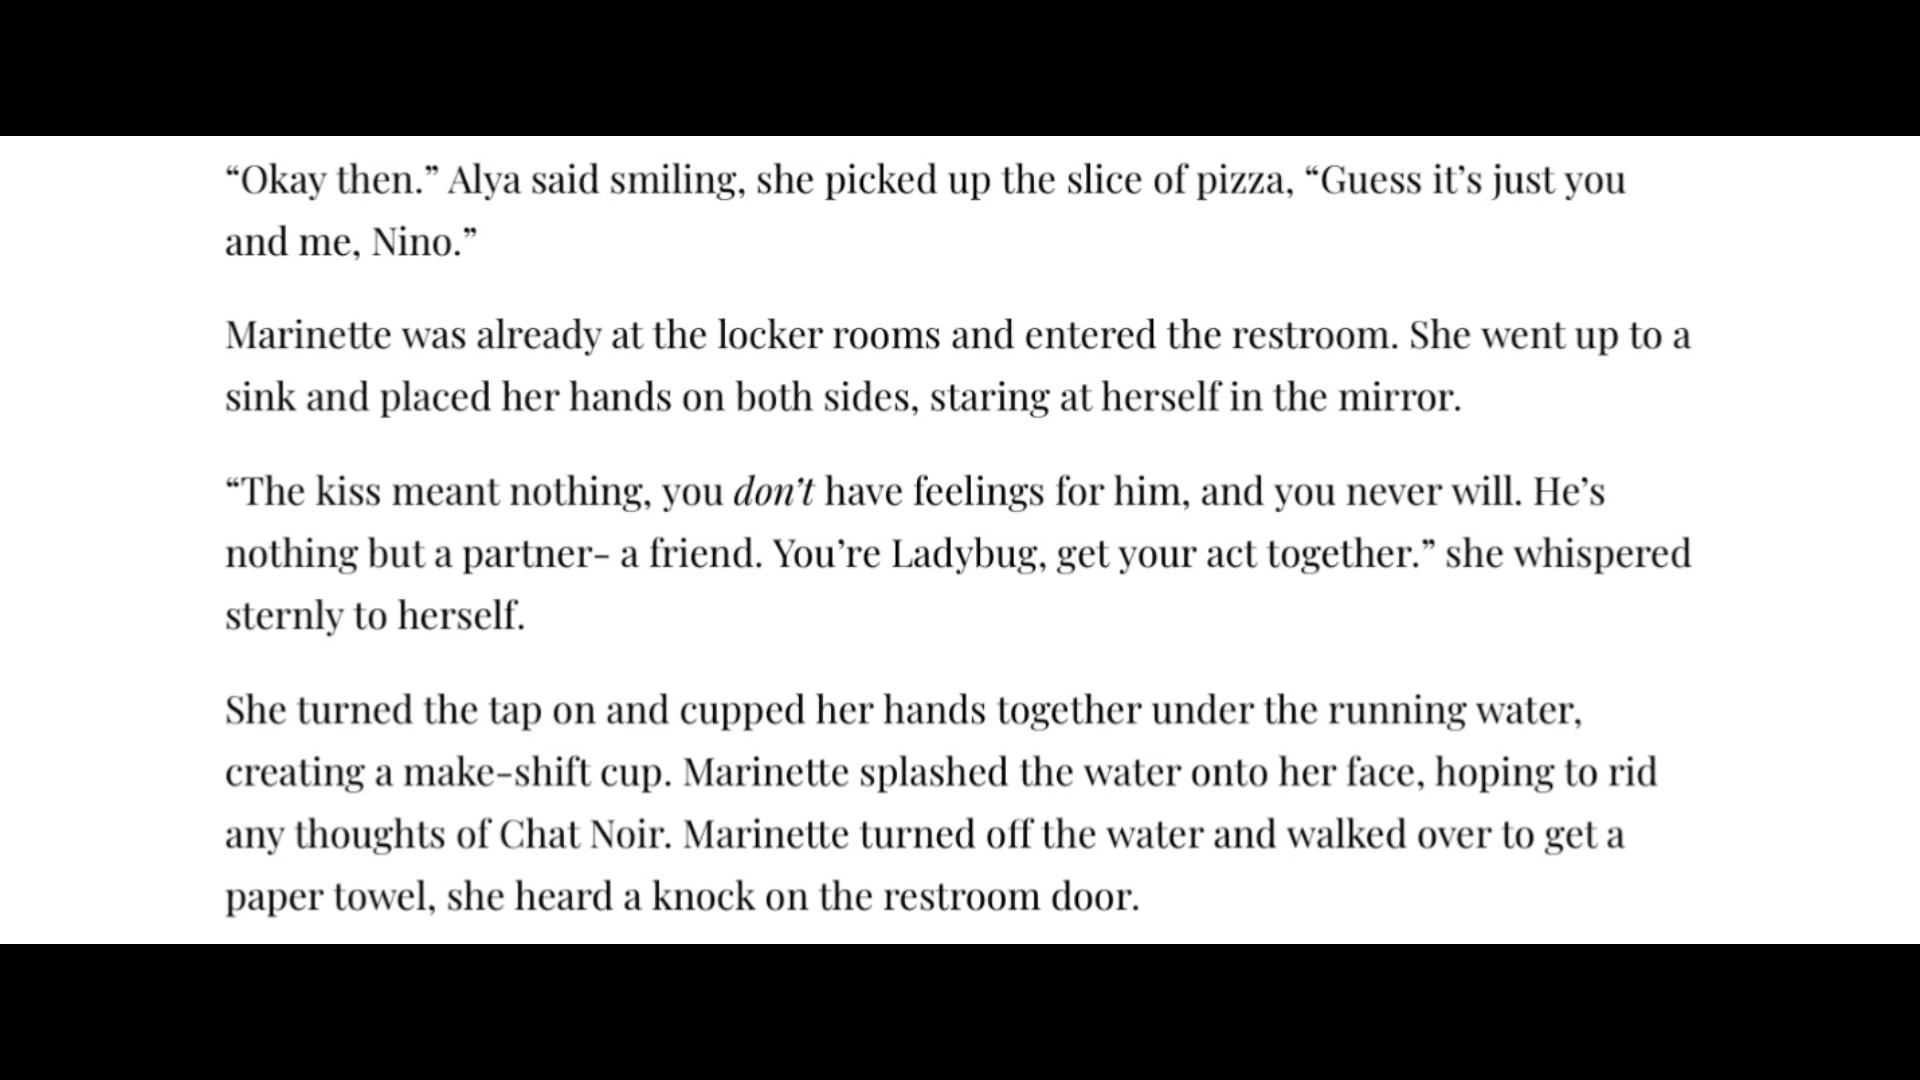 “Okay then.” Alya said smiling, she picked up the slice of pizza, “Guess it’s just you
and me, Nino.”
Marinette was already at the locker rooms and entered the restroom. She went up to a
sink and placed her hands on both sides, staring at herself in the mirror.
“The kiss meant nothing, you don’t have feelings for him, and you never will. He’s
nothing but a partner– a friend. You’re Ladybug, get your act together.” she whispered
sternly to herself.
She turned the tap on and cupped her hands together under the running water,
creating a make-shift cup. Marinette splashed the water onto her face, hoping to rid
any thoughts of Chat Noir. Marinette turned off the water and walked over to get a
paper towel, she heard a knock on the restroom door.